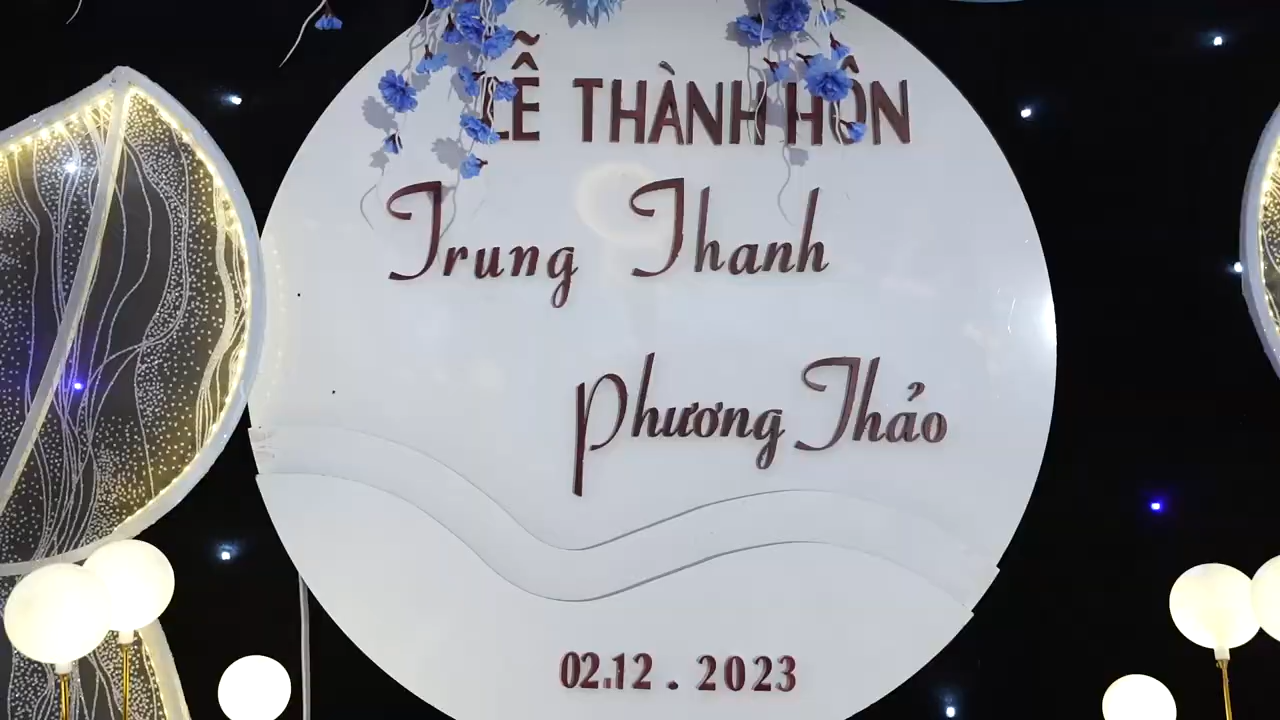 LỄ THÀNH HÔN
Trung Thanh
Phương Thảo
02.12.2023